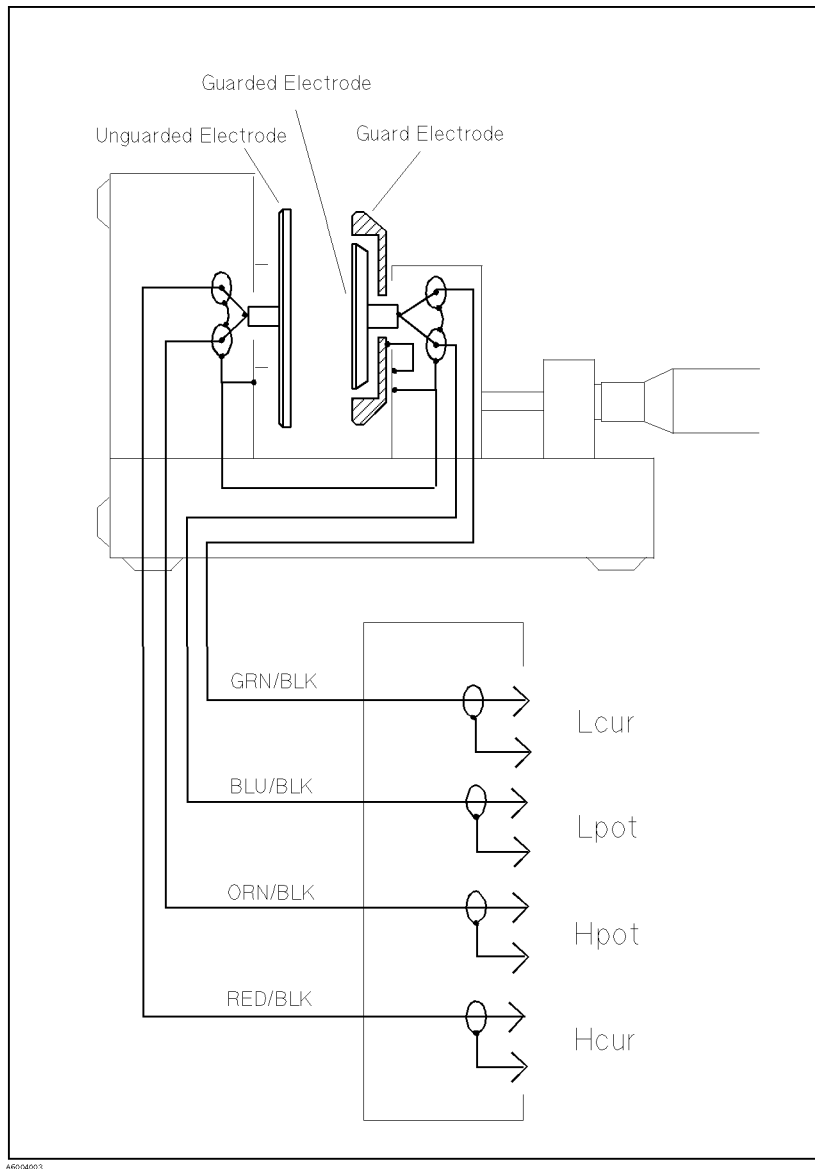 Guarded Electrode
Unguarded Electrode
Guard Electrode
GRN/BLK
Lcur
BLU/BLK
Lpot
ORN/BLK
Hpot
RED/BLK
Hcur
A6004003